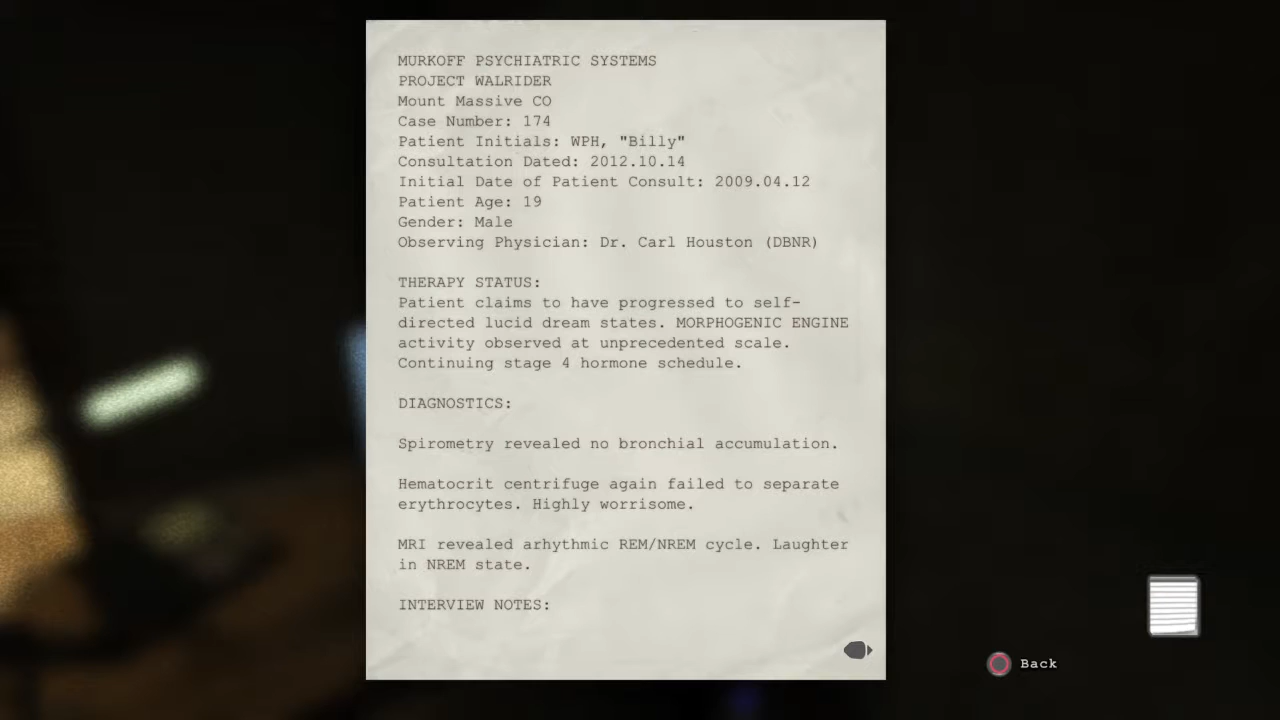 MURKOFF PSYCHIATRIC SYSTEMS
PROJECT WALRIDER
Mount Massive CO
Case Number: 174
Patient Initials: WPH, "Billy"
Consultation Dated: 2012.10.14
Initial Date of Patient Consult: 2009.04.12
Patient Age: 19
Gender: Male
Observing Physician: Dr. Carl Houston (DBNR)
THERAPY STATUS:
Patient claims to have progressed to self-
directed lucid dream states. MORPHOGENIC ENGINE
activity observed at unprecedented scale.
Continuing stage 4 hormone schedule.
DIAGNOSTICS:
Spirometry revealed no bronchial accumulation.
Hematocrit centrifuge again failed to separate
erythrocytes. Highly worrisome.
MRI revealed arhythmic REM/NREM cycle. Laughter
in NREM state.
INTERVIEW NOTES:
Back